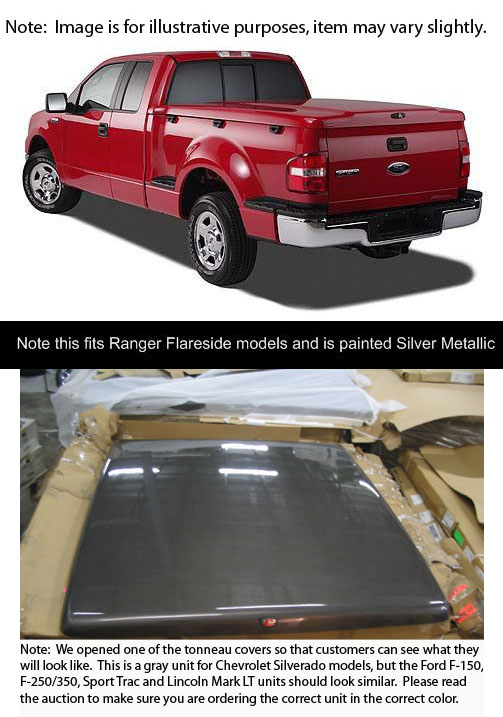 Note: Image is for illustrative purposes, item may vary slightly.
Ford
Note this fits Ranger Flareside models and is painted Silver Metallic
Note: We opened one of the tonneau covers so that customers can see what they
will look like. This is a gray unit for Chevrolet Silverado models, but the Ford F-150,
F-250/350, Sport Trac and Lincoln Mark LT units should look similar. Please read
the auction to make sure you are ordering the correct unit in the correct color.